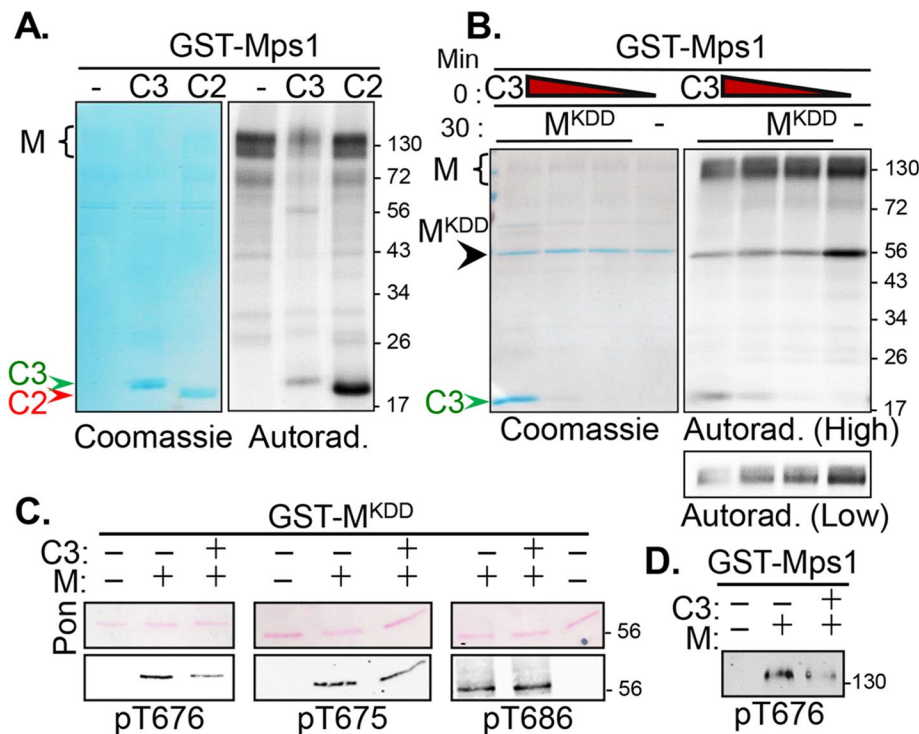 A.
GST-Mps1
- C3 C2 - C3 C2
M {
130
72
56
43
34
26
17
C3
C2
Coomassie Autorad.
B.
GST-Mps1
Min
0 : C3 C3
30 : M^KDD - M^KDD -
M {
M^KDD
130
72
56
43
34
26
17
C3
Coomassie Autorad. (High)
Autorad. (Low)
C.
GST-M^KDD
C3: – – + – – + – + –
M: – + + – + + + + –
Pon
- 56
- 56
pT676 pT675 pT686
D.
GST-Mps1
C3: – – +
M: – + +
-130
pT676